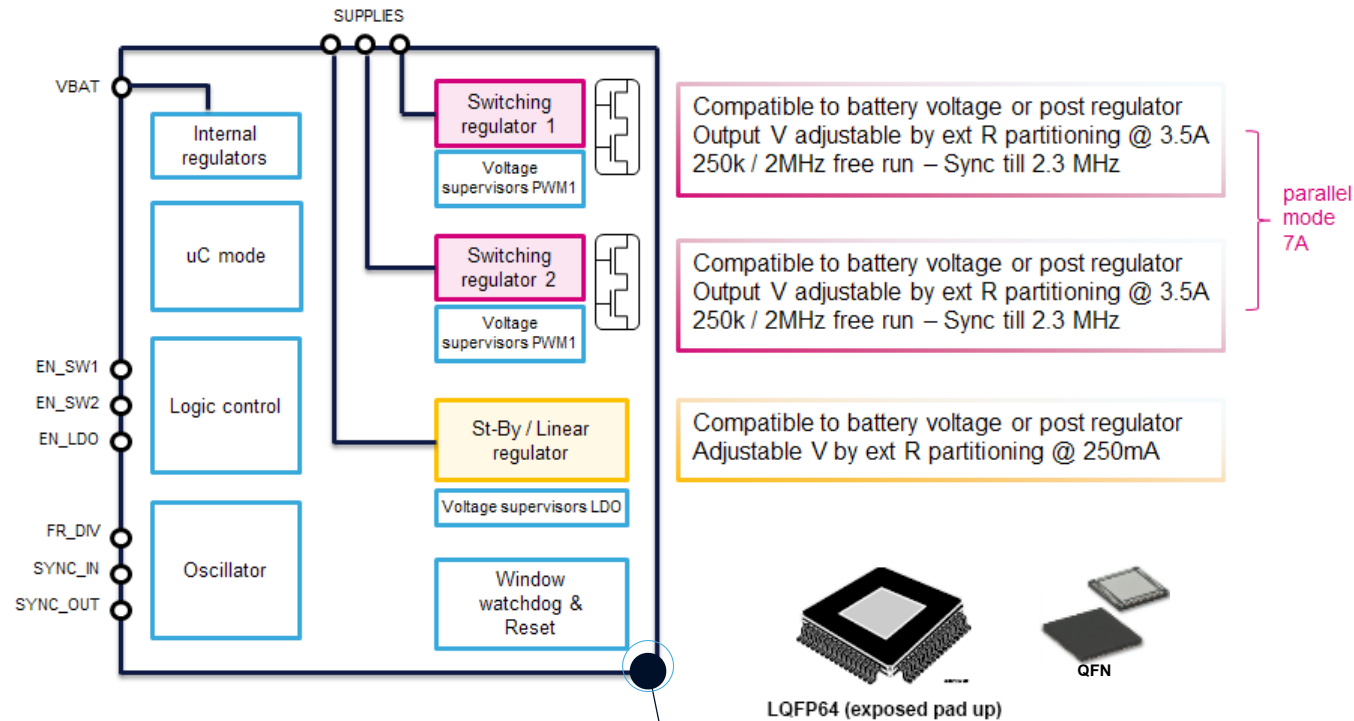 SUPPLIES
VBAT
Internal
regulators
uC mode
EN_SW1
EN_SW2
EN_LDO
Logic control
FR_DIV
SYNC_IN
SYNC_OUT
Oscillator
Switching
regulator 1
Voltage
supervisors PWM1
Switching
regulator 2
Voltage
supervisors PWM1
St-By / Linear
regulator
Voltage supervisors LDO
Window
watchdog &
Reset
Compatible to battery voltage or post regulator
Output V adjustable by ext R partitioning @ 3.5A
250k / 2MHz free run – Sync till 2.3 MHz
Compatible to battery voltage or post regulator
Output V adjustable by ext R partitioning @ 3.5A
250k / 2MHz free run – Sync till 2.3 MHz
parallel
mode
7A
Compatible to battery voltage or post regulator
Adjustable V by ext R partitioning @ 250mA
LQFP64 (exposed pad up)
QFN